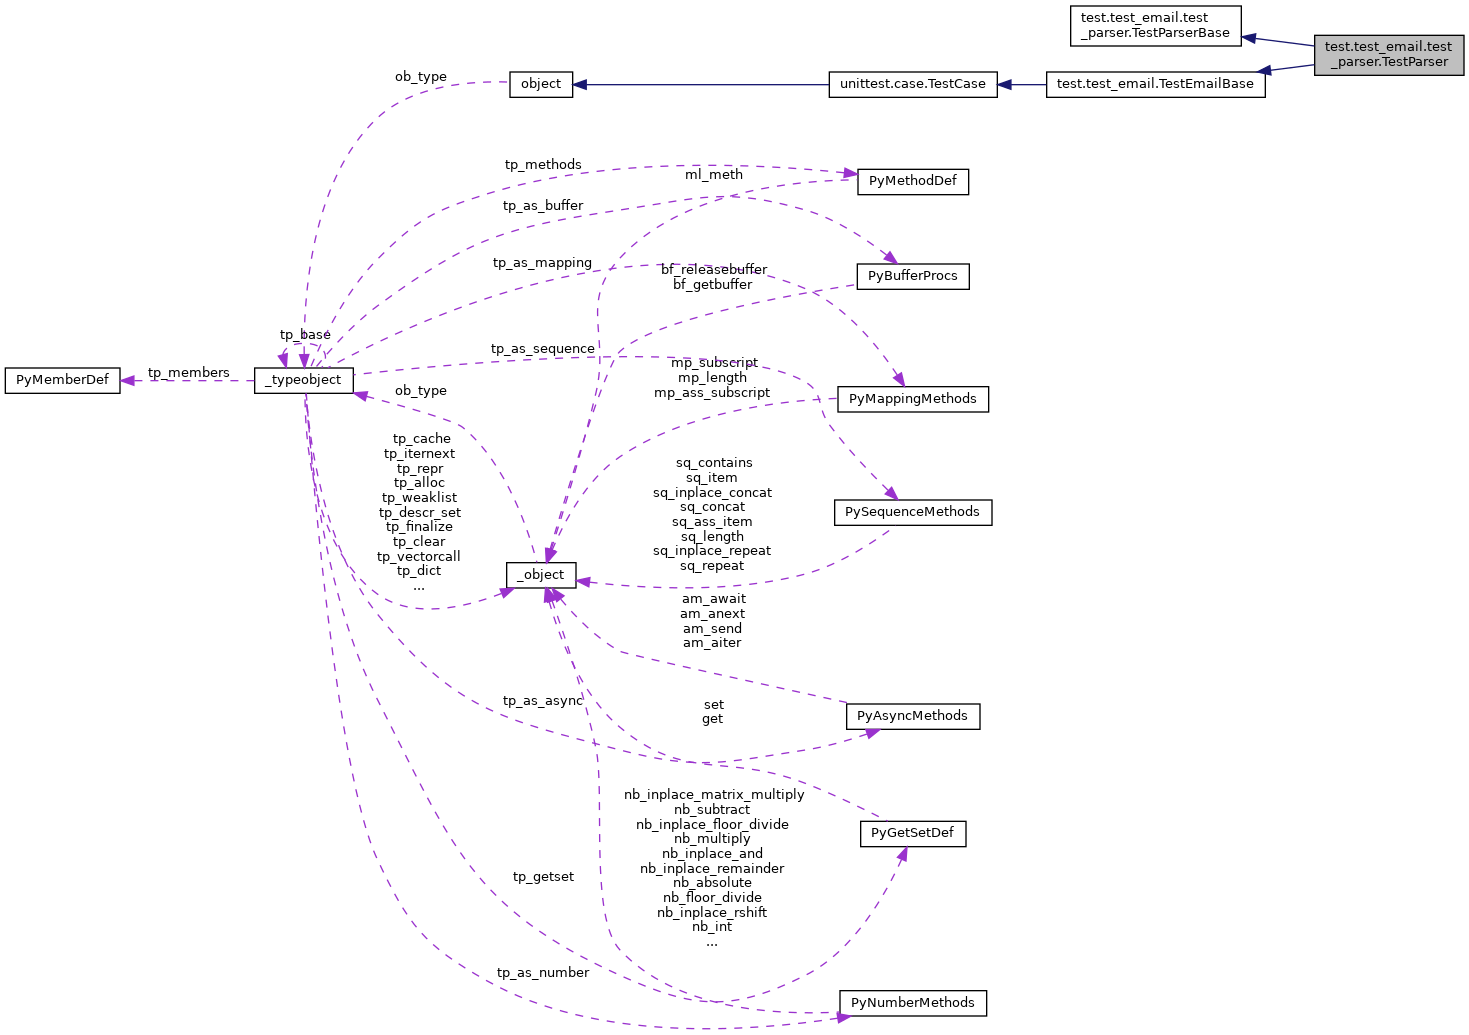 test.test_email.test
_parser.TestParserBase
test.test_email.test
_parser.TestParser
ob_type
object
unittest.case.TestCase
test.test_email.TestEmailBase
tp_methods
ml_meth
PyMethodDef
tp_as_buffer
tp_as_mapping
bf_releasebuffer
bf_getbuffer
PyBufferProcs
tp_base
tp_as_sequence
mp_subscript
mp_length
mp_ass_subscript
PyMemberDef
tp_members
_typeobject
ob_type
PyMappingMethods
tp_cache
tp_iternext
tp_repr
tp_alloc
tp_weaklist
tp_descr_set
tp_finalize
tp_clear
tp_vectorcall
tp_dict
...
sq_contains
sq_item
sq_inplace_concat
sq_concat
sq_ass_item
sq_length
sq_inplace_repeat
sq_repeat
PySequenceMethods
_object
am_await
am_anext
am_send
am_aiter
tp_as_async
set
get
PyAsyncMethods
nb_inplace_matrix_multiply
nb_subtract
nb_inplace_floor_divide
nb_multiply
nb_inplace_and
nb_inplace_remainder
nb_absolute
nb_floor_divide
nb_inplace_rshift
nb_int
...
PyGetSetDef
tp_getset
tp_as_number
PyNumberMethods